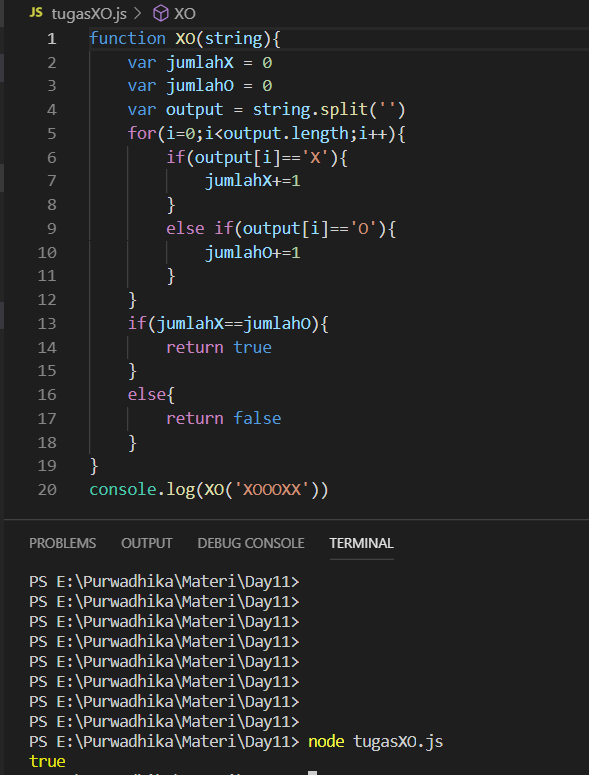 JS tugasXO.js > XO
1 function XO(string){
2     var jumlahX = 0
3     var jumlahO = 0
4     var output = string.split('')
5     for(i=0;i<output.length;i++){
6         if(output[i]=='X'){
7             jumlahX+=1
8         }
9         else if(output[i]=='O'){
10             jumlahO+=1
11         }
12     }
13     if(jumlahX==jumlahO){
14         return true
15     }
16     else{
17         return false
18     }
19 }
20 console.log(XO('XOOOXX'))
PROBLEMS OUTPUT DEBUG CONSOLE TERMINAL
PS E:\Purwadhika\Materi\Day11>
PS E:\Purwadhika\Materi\Day11>
PS E:\Purwadhika\Materi\Day11>
PS E:\Purwadhika\Materi\Day11>
PS E:\Purwadhika\Materi\Day11>
PS E:\Purwadhika\Materi\Day11>
PS E:\Purwadhika\Materi\Day11>
PS E:\Purwadhika\Materi\Day11>
PS E:\Purwadhika\Materi\Day11> node tugasXO.js
true